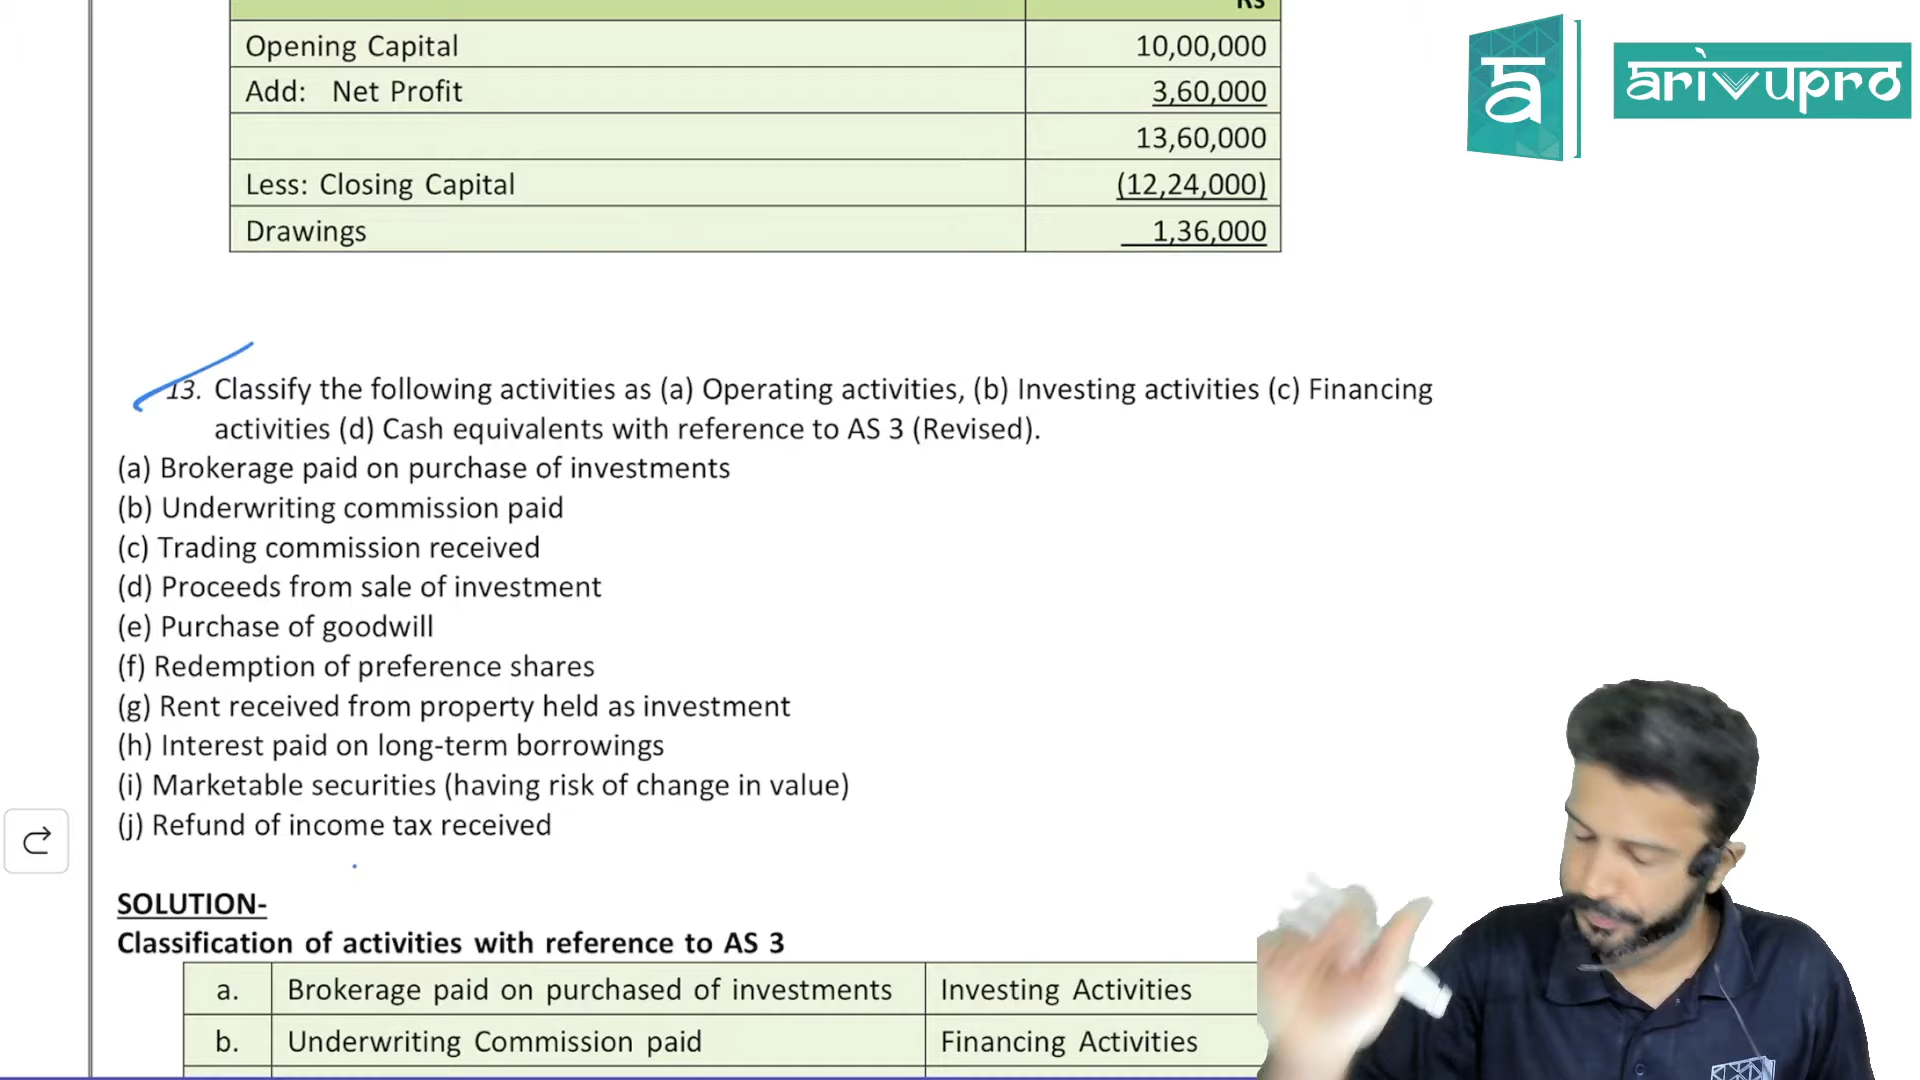 Rs
Opening Capital 10,00,000
Add: Net Profit 3,60,000
13,60,000
Less: Closing Capital (12,24,000)
Drawings 1,36,000
arivupro
13. Classify the following activities as (a) Operating activities, (b) Investing activities (c) Financing
activities (d) Cash equivalents with reference to AS 3 (Revised).
(a) Brokerage paid on purchase of investments
(b) Underwriting commission paid
(c) Trading commission received
(d) Proceeds from sale of investment
(e) Purchase of goodwill
(f) Redemption of preference shares
(g) Rent received from property held as investment
(h) Interest paid on long-term borrowings
(i) Marketable securities (having risk of change in value)
(j) Refund of income tax received
SOLUTION-
Classification of activities with reference to AS 3
a. Brokerage paid on purchased of investments Investing Activities
b. Underwriting Commission paid Financing Activities